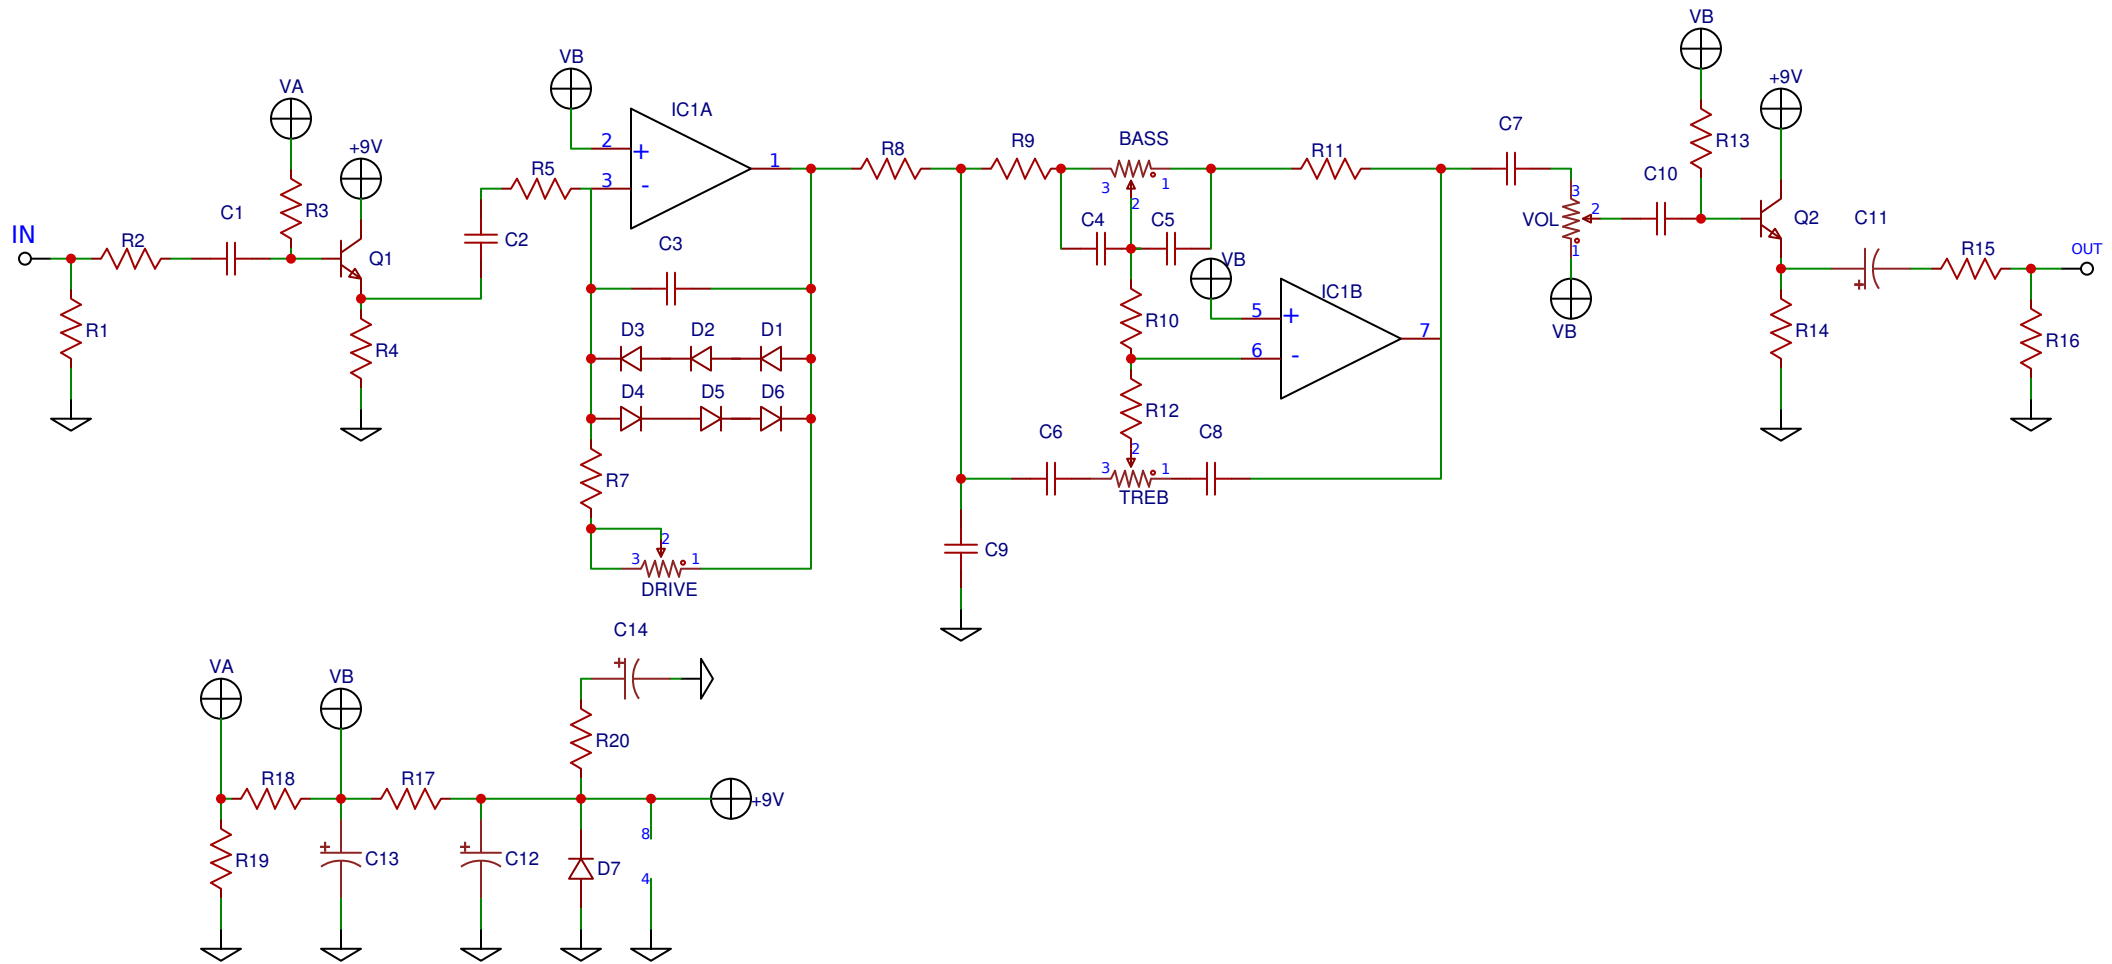 VB
VB
+9V
VB
VA
IC1A
C7
+9V
2
+
1
R8
R9
BASS
R11
R13
R5
3
-
3
1
2
C10
3
2
VOL
1
Q2
C11
C1
R3
C2
C3
C4
C5
VB
VB
IN
R2
Q1
R15
OUT
IC1B
5
+
R10
7
6
-
R1
R4
D3
D2
D1
R14
R16
D4
D5
D6
R12
C6
2
C8
3
1
TREB
R7
2
3
1
DRIVE
C9
C14
VA
VB
R20
R18
R17
+9V
8
R19
C13
C12
D7
4